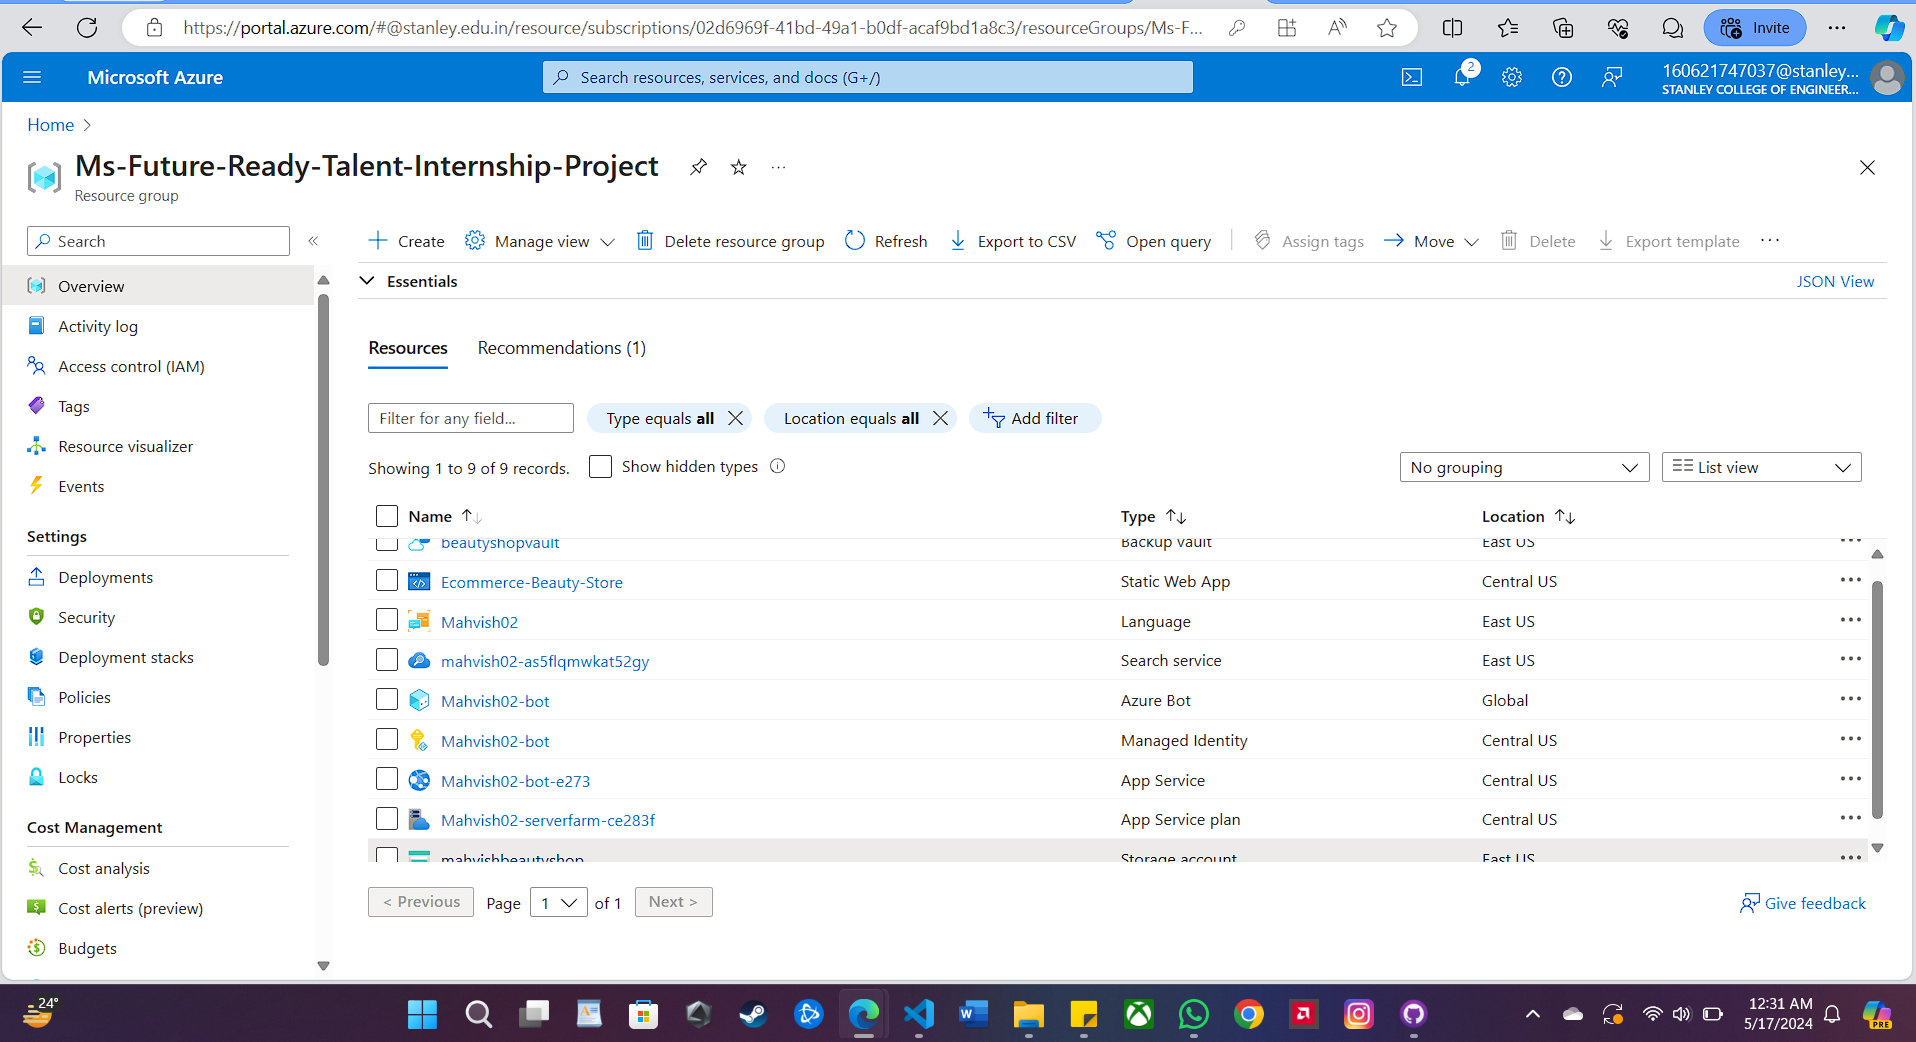 https://portal.azure.com/#@stanley.edu.in/resource/subscriptions/02d6969f-41bd-49a1-b0df-acaf9bd1a8c3/resourceGroups/Ms-F...
Invite
Microsoft Azure
Search resources, services, and docs (G+/)
2
160621747037@stanley...
STANLEY COLLEGE OF ENGINEER...
Home
Ms-Future-Ready-Talent-Internship-Project
Resource group
Search
Create
Manage view
Delete resource group
Refresh
Export to CSV
Open query
Assign tags
Move
Delete
Export template
Overview
Activity log
Access control (IAM)
Tags
Resource visualizer
Events
Settings
Deployments
Security
Deployment stacks
Policies
Properties
Locks
Cost Management
Cost analysis
Cost alerts (preview)
Budgets
Essentials
JSON View
Resources
Recommendations (1)
Filter for any field...
Type equals all
Location equals all
Add filter
Showing 1 to 9 of 9 records.
Show hidden types
No grouping
List view
Name Type Location
beautyshopvault Backup vault East US
Ecommerce-Beauty-Store Static Web App Central US
Mahvish02 Language East US
mahvish02-as5flqmwkat52gy Search service East US
Mahvish02-bot Azure Bot Global
Mahvish02-bot Managed Identity Central US
Mahvish02-bot-e273 App Service Central US
Mahvish02-serverfarm-ce283f App Service plan Central US
mahvishbeautyshop Storage account East US
< Previous
Page 1 of 1
Next >
Give feedback
24°
12:31 AM
5/17/2024
PRE